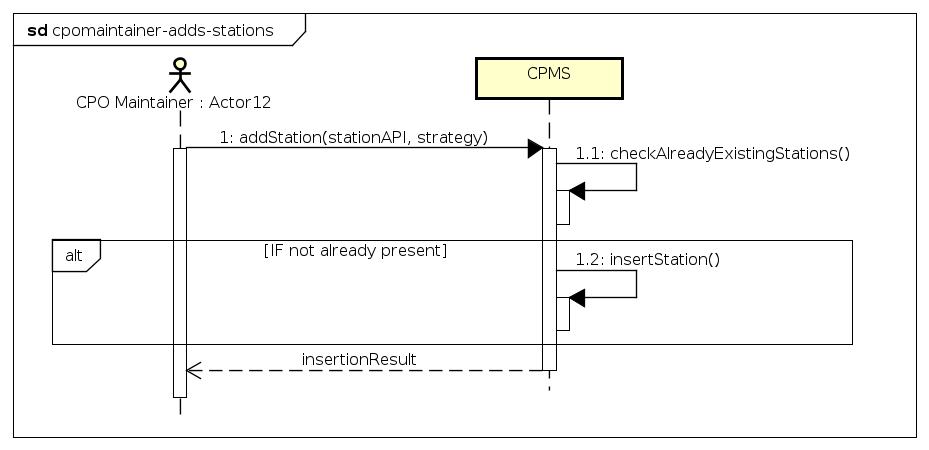 sd cpomaintainer-adds-stations
CPMS
CPO Maintainer : Actor12
1: addStation(stationAPI, strategy)
1.1: checkAlreadyExistingStations()
alt
[IF not already present]
1.2: insertStation()
insertionResult